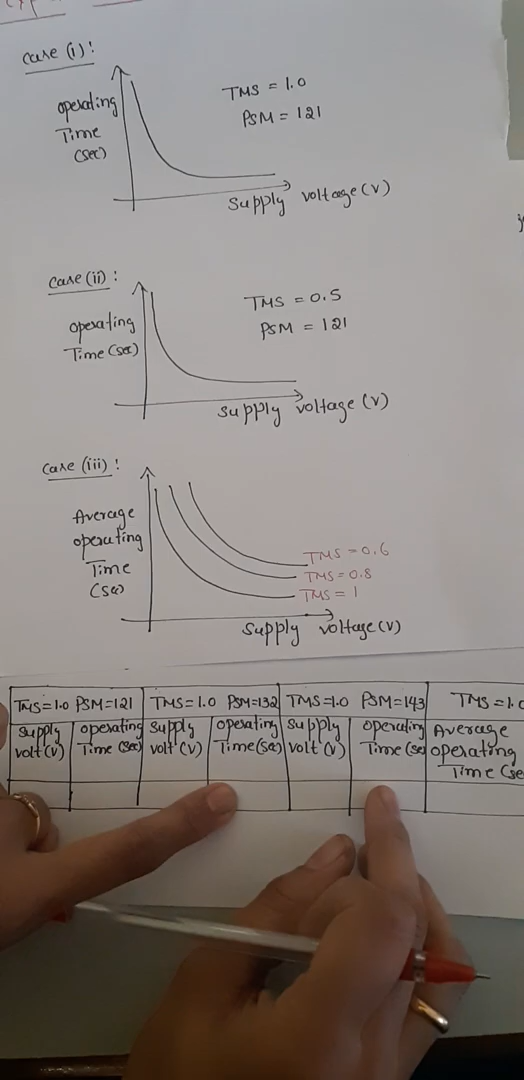 case (i):
operating
Time
(sec)
TMS = 1.0
PSM = 121
supply voltage (v)
case (ii):
operating
Time (sec)
TMS = 0.5
PSM = 121
supply voltage (v)
case (iii):
Average
operating
Time
(sec)
TMS = 0.6
TMS = 0.8
TMS = 1
supply voltage (v)
TMS=1.0 PSM=121 TMS=1.0 PSM=132 TMS=1.0 PSM=143 TMS=1.0
supply volt (v) operating Time (sec) supply volt (v) operating Time (sec) supply volt (v) operating Time (sec) Average operating Time (sec